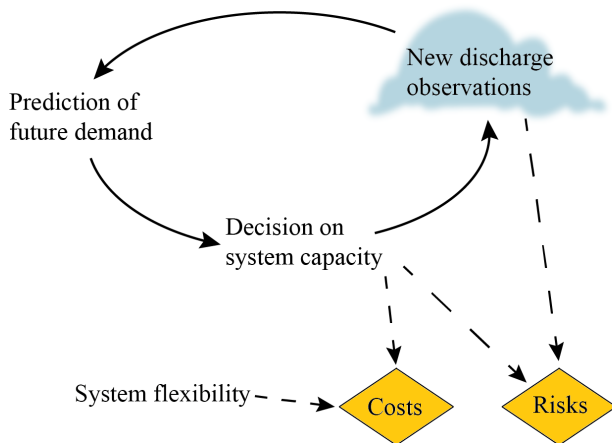 New discharge
observations
Prediction of
future demand
Decision on
system capacity
System flexibility
Costs
Risks